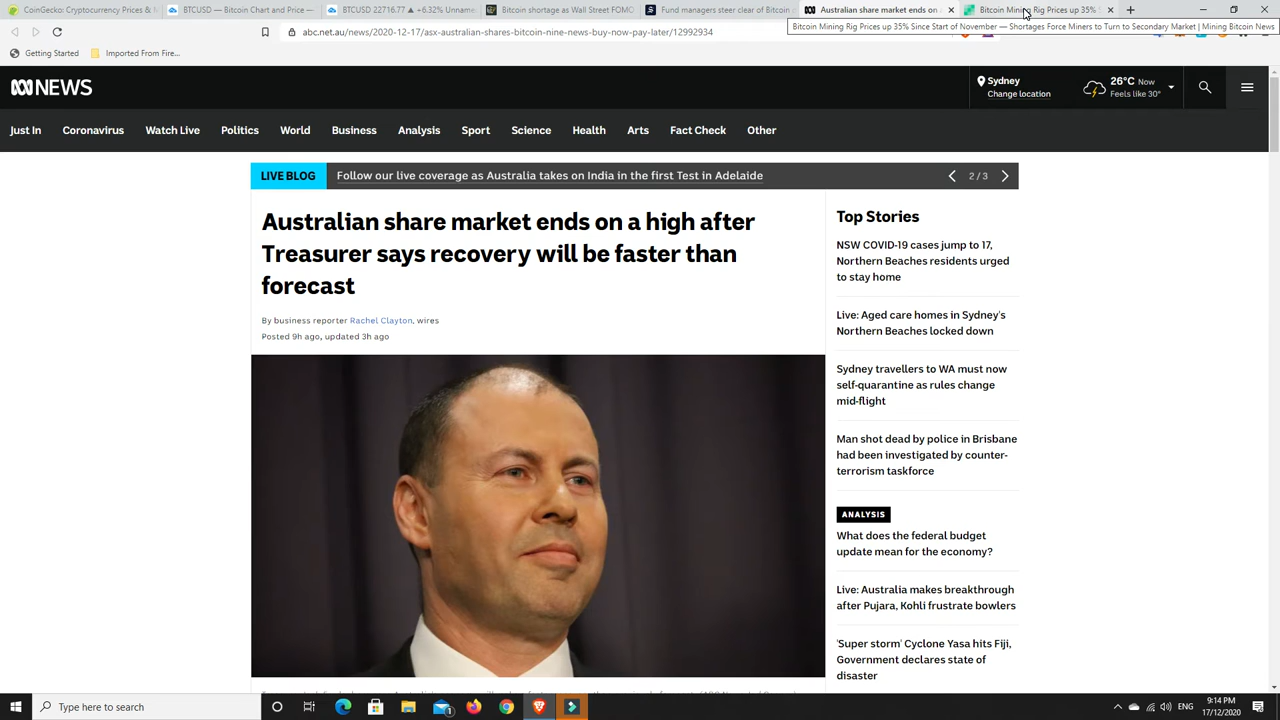 CoinGecko: Cryptocurrency Prices &
BTCUSD — Bitcoin Chart and Price —
BTCUSD 22716.77 ▲ +6.32% Unname
Bitcoin shortage as Wall Street FOMO
Fund managers steer clear of Bitcoin
Australian share market ends on a
Bitcoin Mining Rig Prices up 35%
abc.net.au/news/2020-12-17/asx-australian-shares-bitcoin-nine-news-buy-now-pay-later/12992934
Bitcoin Mining Rig Prices up 35% Since Start of November — Shortages Force Miners to Turn to Secondary Market | Mining Bitcoin News
Getting Started
Imported From Fire...
NEWS
Sydney
Change location
26°C Now
Feels like 30°
Just In
Coronavirus
Watch Live
Politics
World
Business
Analysis
Sport
Science
Health
Arts
Fact Check
Other
LIVE BLOG
Follow our live coverage as Australia takes on India in the first Test in Adelaide
2 / 3
Australian share market ends on a high after
Treasurer says recovery will be faster than
forecast
By business reporter Rachel Clayton, wires
Posted 9h ago, updated 3h ago
Top Stories
NSW COVID-19 cases jump to 17,
Northern Beaches residents urged
to stay home
Live: Aged care homes in Sydney's
Northern Beaches locked down
Sydney travellers to WA must now
self-quarantine as rules change
mid-flight
Man shot dead by police in Brisbane
had been investigated by counter-
terrorism taskforce
ANALYSIS
What does the federal budget
update mean for the economy?
Live: Australia makes breakthrough
after Pujara, Kohli frustrate bowlers
'Super storm' Cyclone Yasa hits Fiji,
Government declares state of
disaster
Type here to search
ENG
9:14 PM
17/12/2020